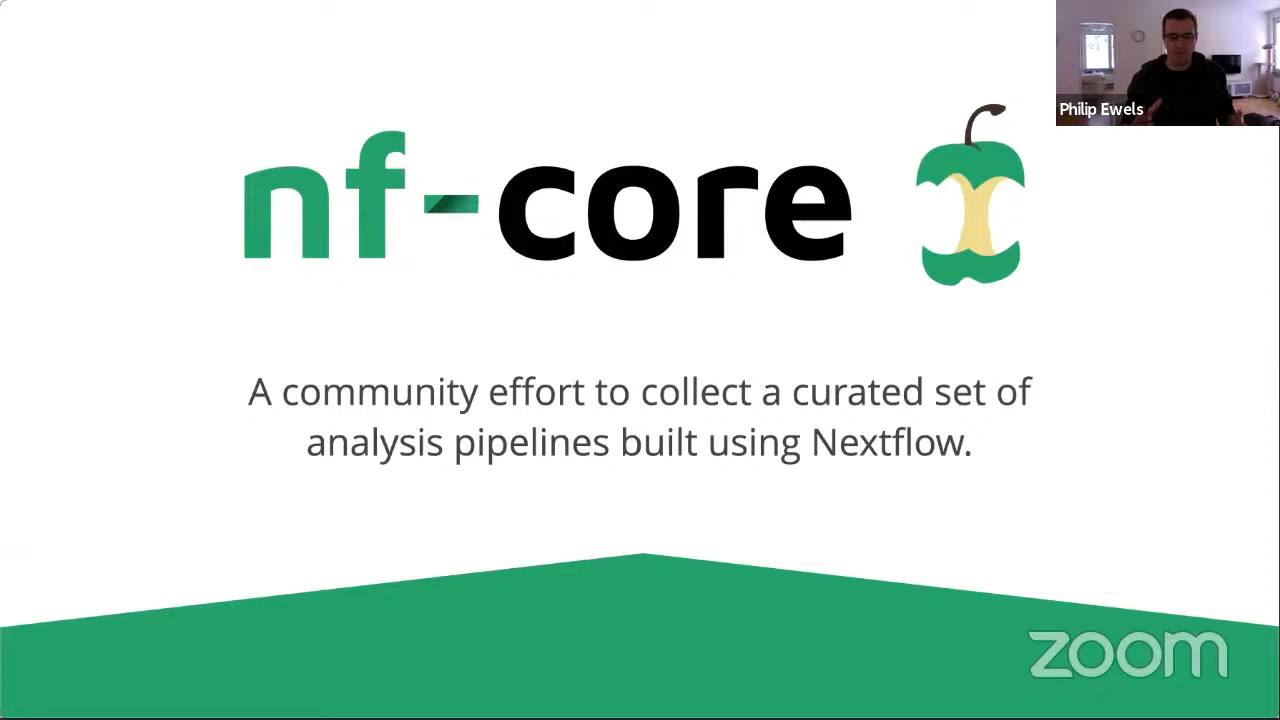 Philip Ewels
nf-core
A community effort to collect a curated set of
analysis pipelines built using Nextflow.
zoom